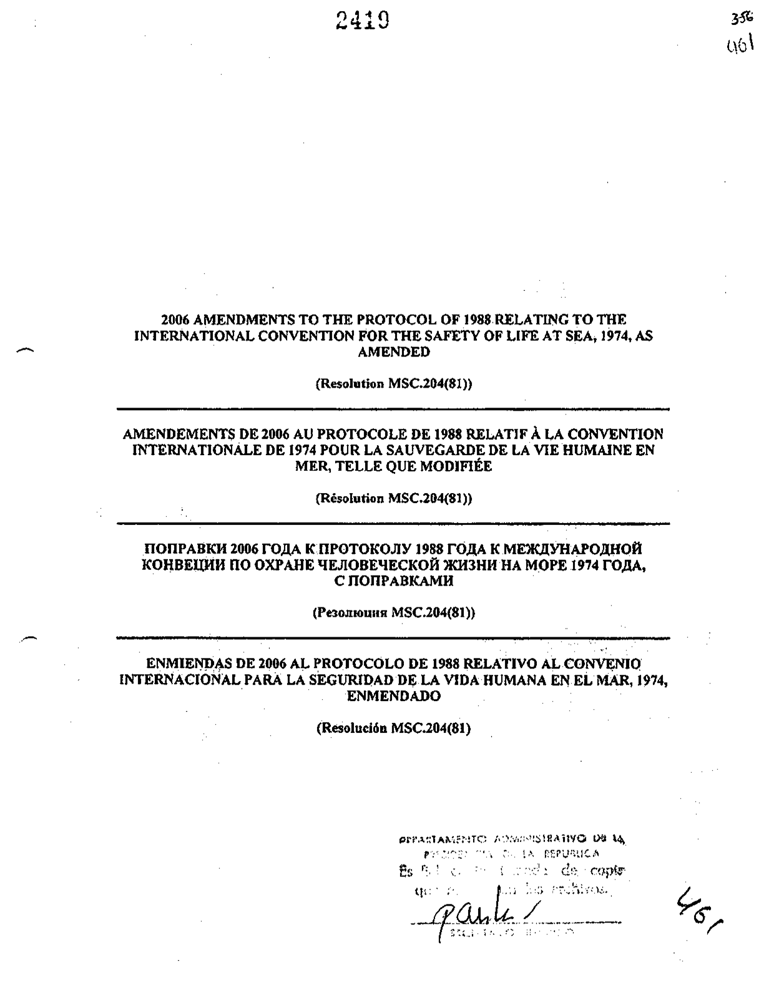 2419
356
461
2006 AMENDMENTS TO THE PROTOCOL OF 1988 RELATING TO THE
INTERNATIONAL CONVENTION FOR THE SAFETY OF LIFE AT SEA, 1974, AS
AMENDED
(Resolution MSC.204(81))
AMENDEMENTS DE 2006 AU PROTOCOLE DE 1988 RELATIF À LA CONVENTION
INTERNATIONALE DE 1974 POUR LA SAUVEGARDE DE LA VIE HUMAINE EN
MER, TELLE QUE MODIFIÉE
(Résolution MSC.204(81))
ПОПРАВКИ 2006 ГОДА К ПРОТОКОЛУ 1988 ГОДА К МЕЖДУНАРОДНОЙ
КОНВЕЦИИ ПО ОХРАНЕ ЧЕЛОВЕЧЕСКОЙ ЖИЗНИ НА МОРЕ 1974 ГОДА,
С ПОПРАВКАМИ
(Резолюция MSC.204(81))
ENMIENDAS DE 2006 AL PROTOCOLO DE 1988 RELATIVO AL CONVENIO
INTERNACIONAL PARA LA SEGURIDAD DE LA VIDA HUMANA EN EL MAR, 1974,
ENMENDADO
(Resolución MSC.204(81)
DEPARTAMENTO ADMINISTRATIVO DE LA
PRESIDENCIA DE LA REPUBLICA
Es de copia
que los archivos.
461